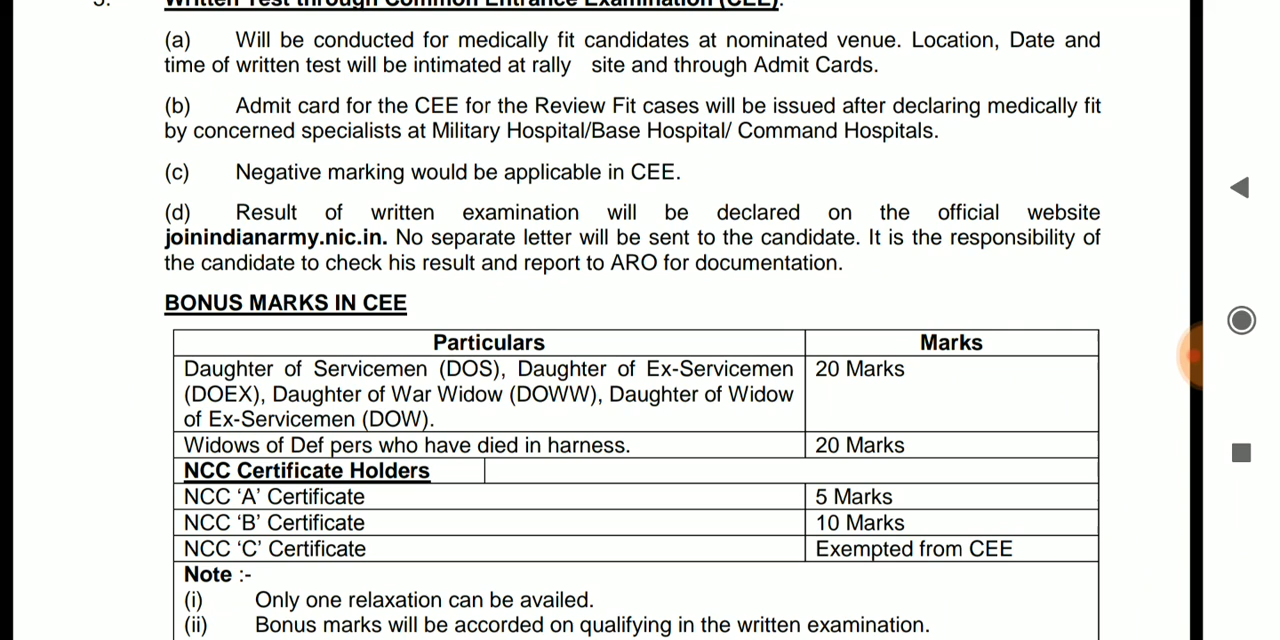 5. Written Test through Common Entrance Examination (CEE).
(a) Will be conducted for medically fit candidates at nominated venue. Location, Date and
time of written test will be intimated at rally site and through Admit Cards.
(b) Admit card for the CEE for the Review Fit cases will be issued after declaring medically fit
by concerned specialists at Military Hospital/Base Hospital/ Command Hospitals.
(c) Negative marking would be applicable in CEE.
(d) Result of written examination will be declared on the official website
joinindianarmy.nic.in. No separate letter will be sent to the candidate. It is the responsibility of
the candidate to check his result and report to ARO for documentation.
BONUS MARKS IN CEE
Particulars Marks
Daughter of Servicemen (DOS), Daughter of Ex-Servicemen 20 Marks
(DOEX), Daughter of War Widow (DOWW), Daughter of Widow
of Ex-Servicemen (DOW).
Widows of Def pers who have died in harness. 20 Marks
NCC Certificate Holders
NCC ‘A’ Certificate 5 Marks
NCC ‘B’ Certificate 10 Marks
NCC ‘C’ Certificate Exempted from CEE
Note :-
(i) Only one relaxation can be availed.
(ii) Bonus marks will be accorded on qualifying in the written examination.